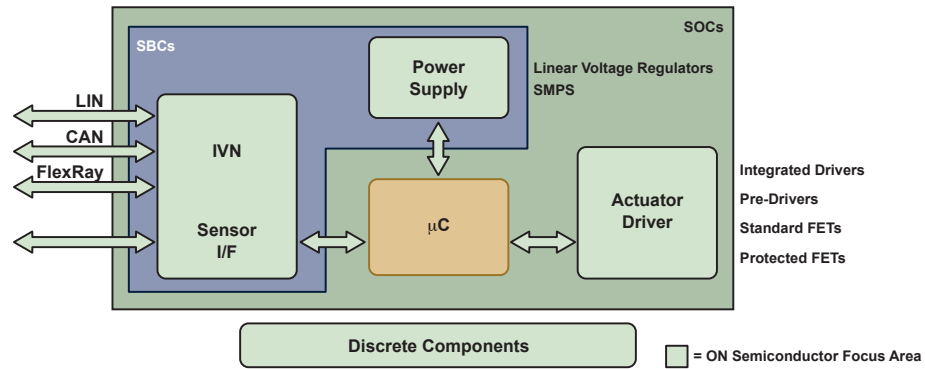 SOCs
SBCs
Power
Supply
Linear Voltage Regulators
SMPS
LIN
CAN
FlexRay
IVN
Sensor
I/F
μC
Actuator
Driver
Integrated Drivers
Pre-Drivers
Standard FETs
Protected FETs
Discrete Components
= ON Semiconductor Focus Area